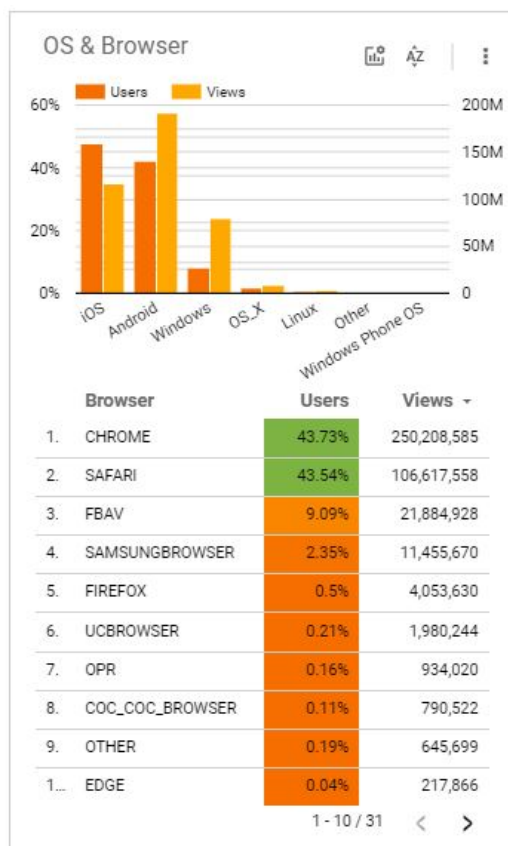 OS & Browser
Users Views
60% 200M
150M
40%
100M
20%
50M
0% 0
iOS Android Windows OS_X Linux Other Windows Phone OS
Browser Users Views
1. CHROME 43.73% 250,208,585
2. SAFARI 43.54% 106,617,558
3. FBAV 9.09% 21,884,928
4. SAMSUNGBROWSER 2.35% 11,455,670
5. FIREFOX 0.5% 4,053,630
6. UCBROWSER 0.21% 1,980,244
7. OPR 0.16% 934,020
8. COC_COC_BROWSER 0.11% 790,522
9. OTHER 0.19% 645,699
1... EDGE 0.04% 217,866
1 - 10 / 31